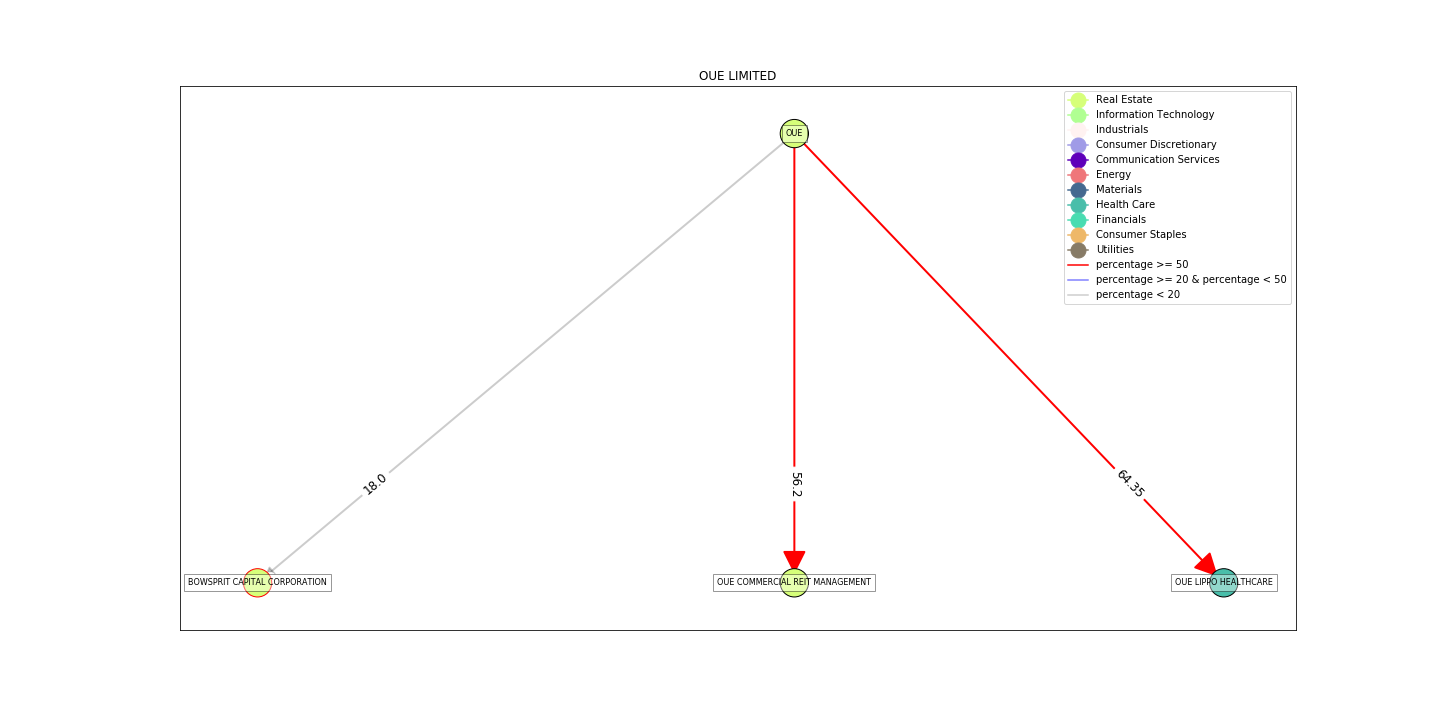 OUE LIMITED
OUE
Real Estate
Information Technology
Industrials
Consumer Discretionary
Communication Services
Energy
Materials
Health Care
Financials
Consumer Staples
Utilities
percentage >= 50
percentage >= 20 & percentage < 50
percentage < 20
18.0
56.2
64.35
BOWSPRIT CAPITAL CORPORATION
OUE COMMERCIAL REIT MANAGEMENT
OUE LIPPO HEALTHCARE